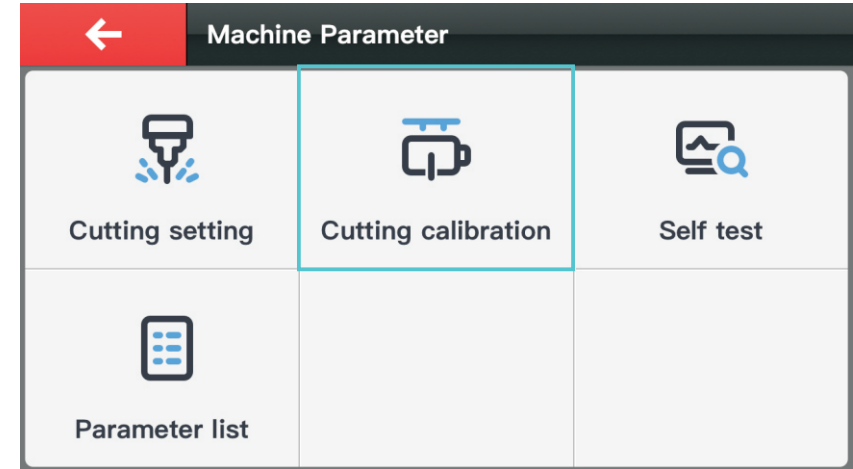 Machine Parameter
Cutting setting
Cutting calibration
Self test
Parameter list